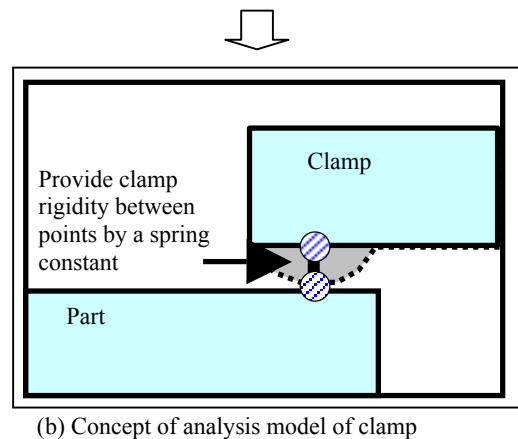 Clamp
Provide clamp
rigidity between
points by a spring
constant
Part
(b) Concept of analysis model of clamp